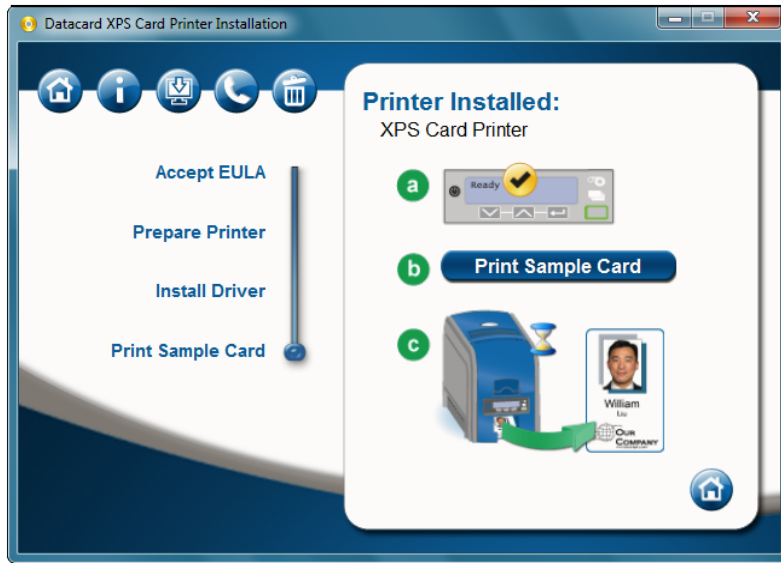 Datacard XPS Card Printer Installation
Accept EULA
Prepare Printer
Install Driver
Print Sample Card
Printer Installed:
XPS Card Printer
a
Ready
b
Print Sample Card
c
William
Liu
OUR
COMPANY